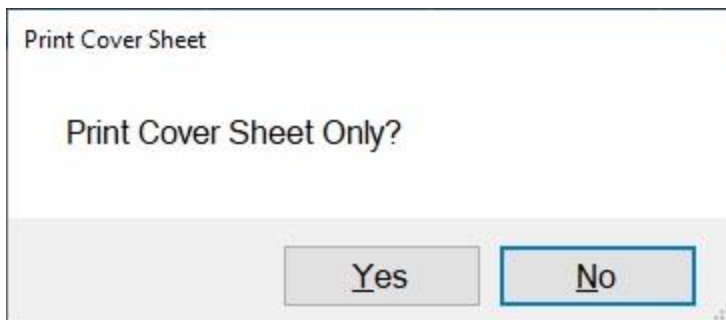 Print Cover Sheet
Print Cover Sheet Only?
Yes
No